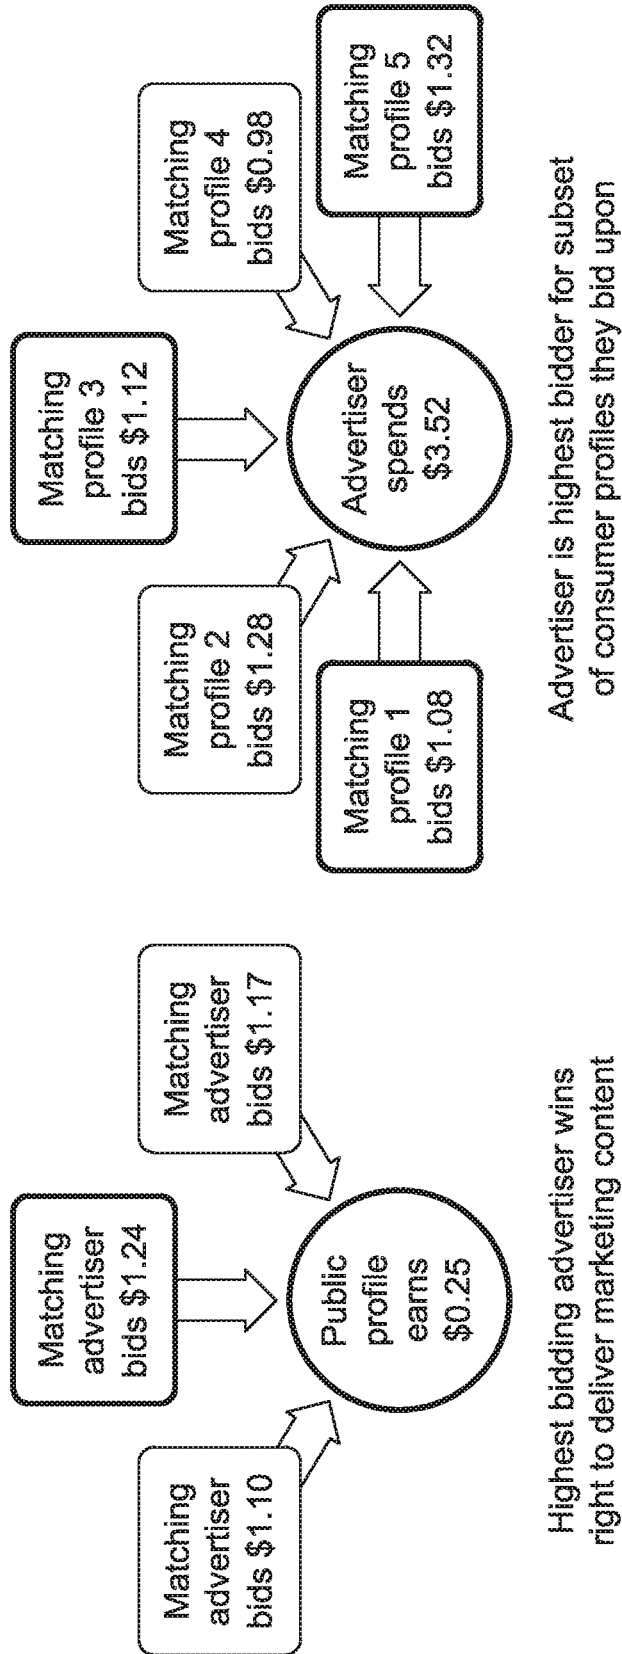 Matching
advertiser
bids $1.10
Matching
advertiser
bids $1.24
Matching
advertiser
bids $1.17
Public
profile
earns
$0.25
Highest bidding advertiser wins
right to deliver marketing content
Matching
profile 1
bids $1.08
Matching
profile 2
bids $1.28
Matching
profile 3
bids $1.12
Matching
profile 4
bids $0.98
Matching
profile 5
bids $1.32
Advertiser
spends
$3.52
Advertiser is highest bidder for subset
of consumer profiles they bid upon